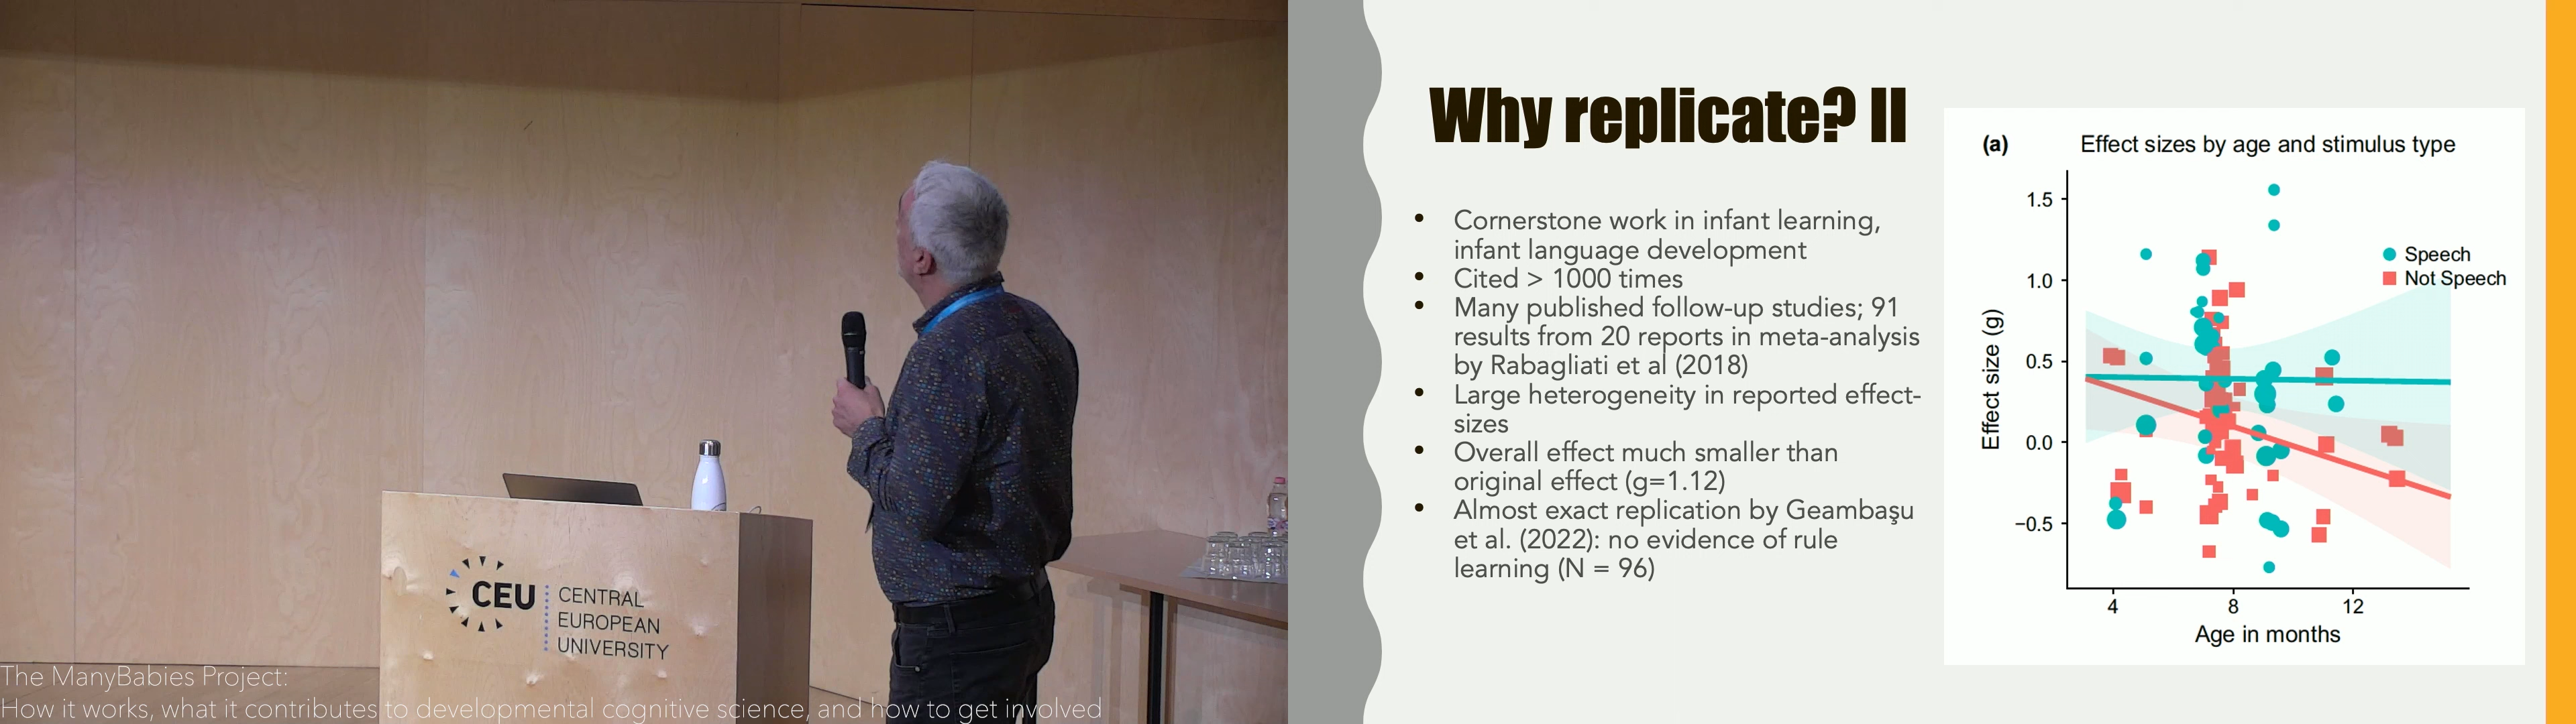 CEU
CENTRAL
EUROPEAN
UNIVERSITY
The ManyBabies Project:
How it works, what it contributes to developmental cognitive science, and how to get involved
Why replicate? II
• Cornerstone work in infant learning,
infant language development
• Cited > 1000 times
• Many published follow-up studies; 91
results from 20 reports in meta-analysis
by Rabagliati et al (2018)
• Large heterogeneity in reported effect-
sizes
• Overall effect much smaller than
original effect (g=1.12)
• Almost exact replication by Geambaşu
et al. (2022): no evidence of rule
learning (N = 96)
(a) Effect sizes by age and stimulus type
Speech
Not Speech
Effect size (g)
1.5
1.0
0.5
0.0
−0.5
4 8 12
Age in months